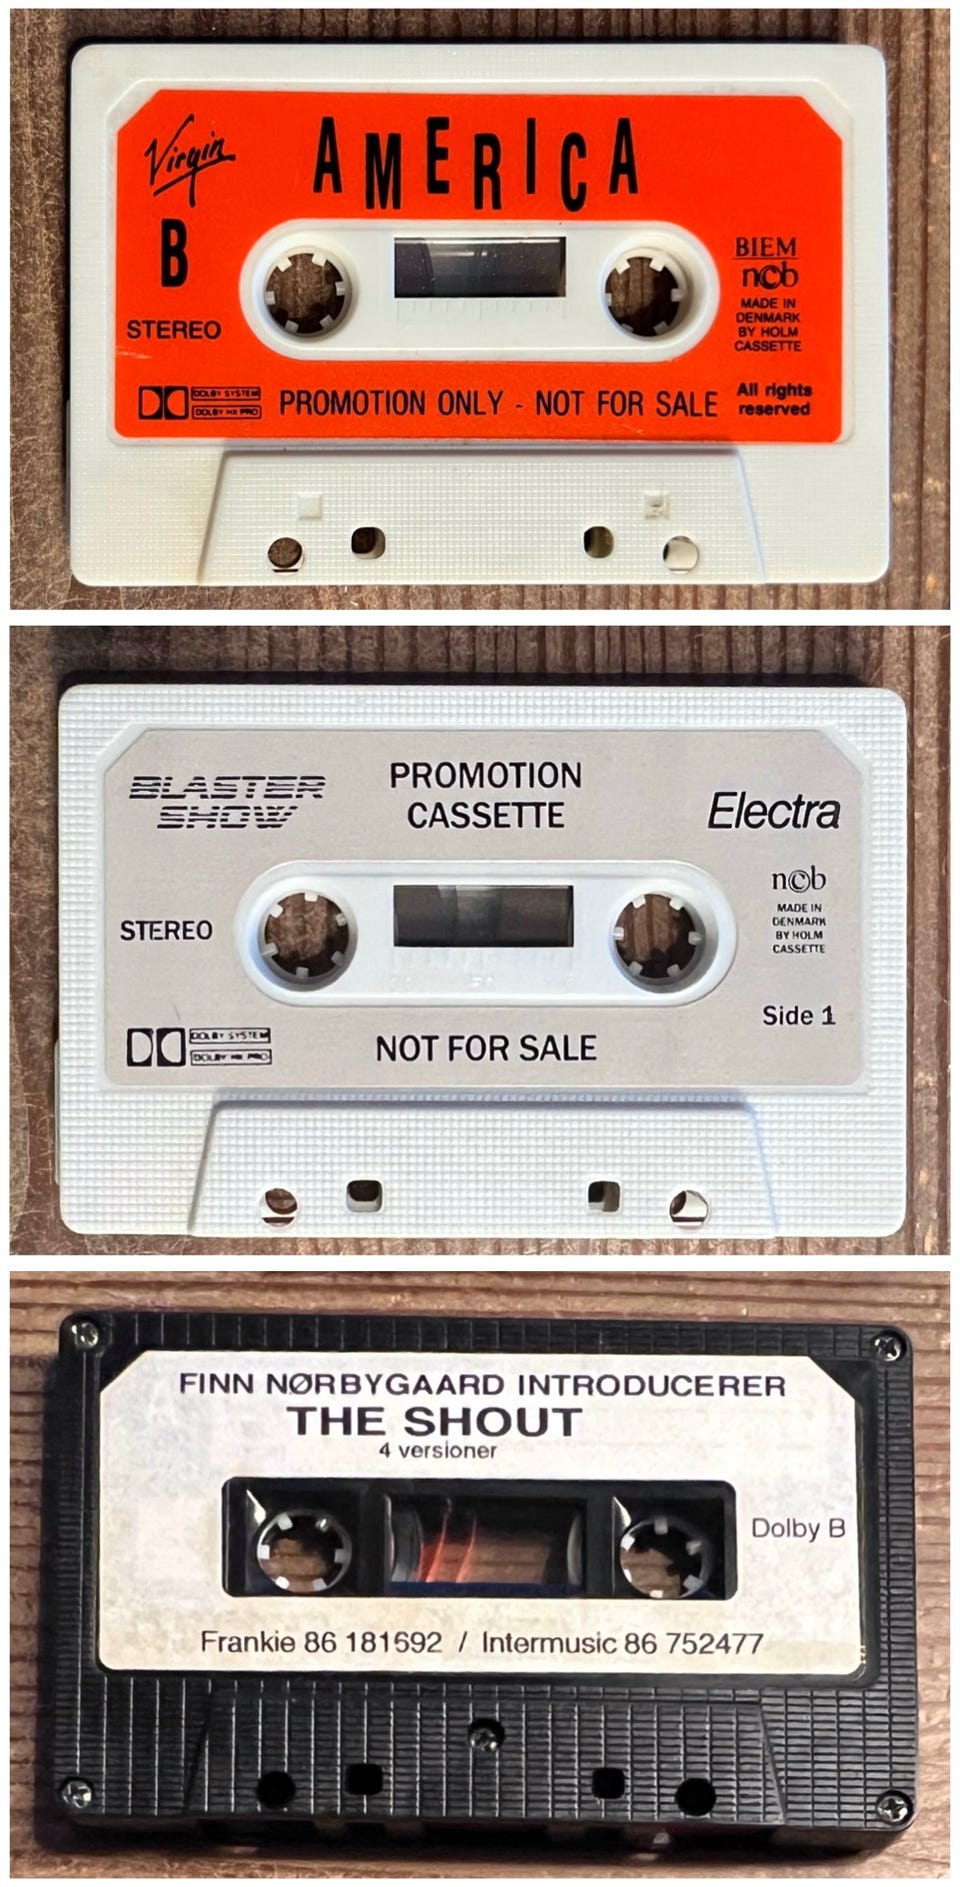 Virgin
AMERICA
B
STEREO
BIEM
ncb
MADE IN
DENMARK
BY HOLM
CASSETTE
DOLBY SYSTEM
DOLBY HX PRO
PROMOTION ONLY - NOT FOR SALE
All rights
reserved
BLASTER
SHOW
PROMOTION
CASSETTE
Electra
STEREO
ncb
MADE IN
DENMARK
BY HOLM
CASSETTE
Side 1
DOLBY SYSTEM
DOLBY HX PRO
NOT FOR SALE
FINN NØRBYGAARD INTRODUCERER
THE SHOUT
4 versioner
Dolby B
Frankie 86 181692 / Intermusic 86 752477